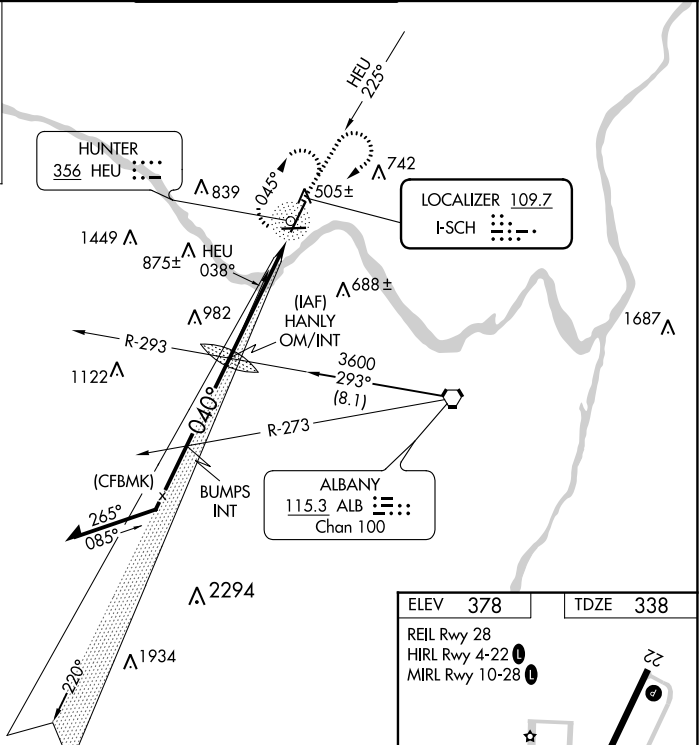 HEU
225°
HUNTER
356 HEU
839
045°
742
505±
LOCALIZER 109.7
I-SCH
1449
875±
HEU
038°
688±
982
(IAF)
HANLY
OM/INT
1687
R-293
3600
293°
(8.1)
1122
040°
R-273
(CFBMK)
BUMPS
INT
ALBANY
115.3 ALB
Chan 100
265°
085°
2294
1934
220°
ELEV 378
TDZE 338
REIL Rwy 28
HIRL Rwy 4-22 L
MIRL Rwy 10-28 L
22
P